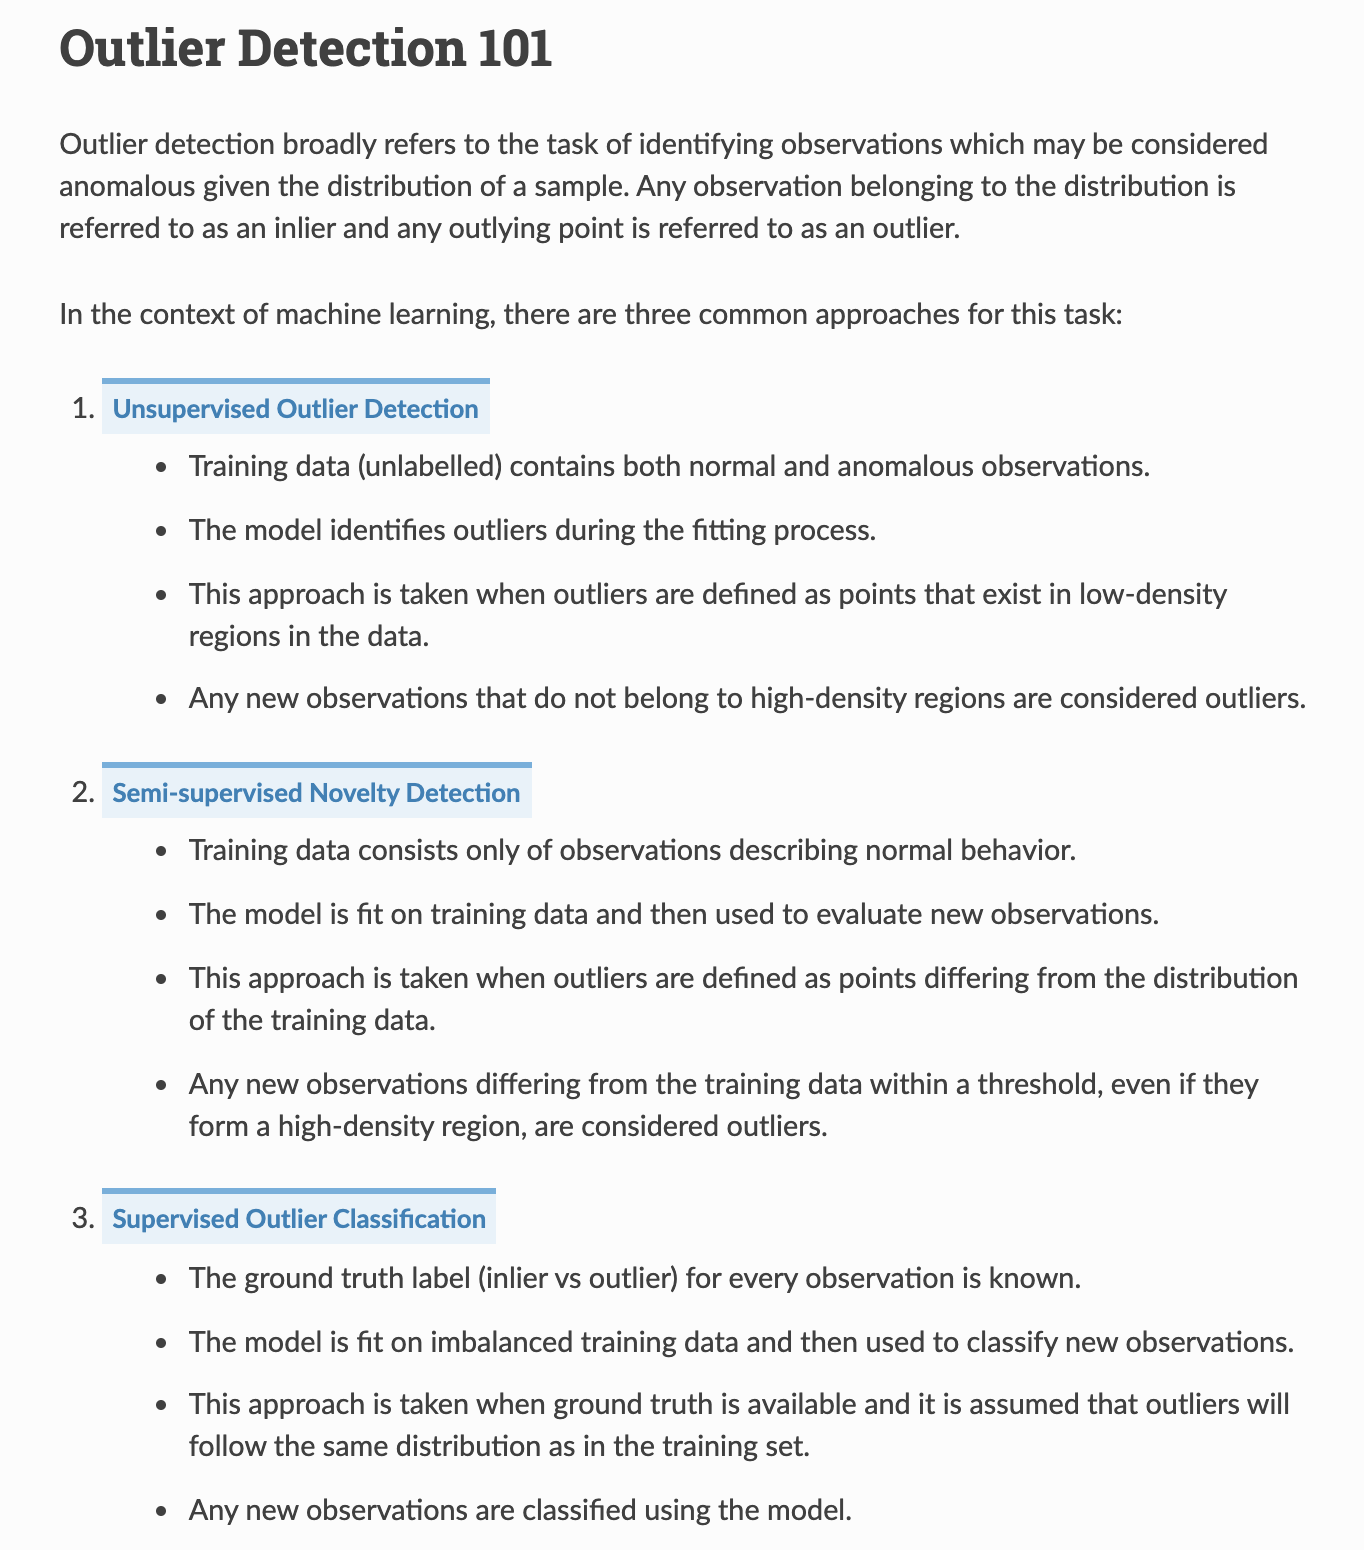 Outlier Detection 101
Outlier detection broadly refers to the task of identifying observations which may be considered
anomalous given the distribution of a sample. Any observation belonging to the distribution is
referred to as an inlier and any outlying point is referred to as an outlier.
In the context of machine learning, there are three common approaches for this task:
1. Unsupervised Outlier Detection
• Training data (unlabelled) contains both normal and anomalous observations.
• The model identifies outliers during the fitting process.
• This approach is taken when outliers are defined as points that exist in low-density
regions in the data.
• Any new observations that do not belong to high-density regions are considered outliers.
2. Semi-supervised Novelty Detection
• Training data consists only of observations describing normal behavior.
• The model is fit on training data and then used to evaluate new observations.
• This approach is taken when outliers are defined as points differing from the distribution
of the training data.
• Any new observations differing from the training data within a threshold, even if they
form a high-density region, are considered outliers.
3. Supervised Outlier Classification
• The ground truth label (inlier vs outlier) for every observation is known.
• The model is fit on imbalanced training data and then used to classify new observations.
• This approach is taken when ground truth is available and it is assumed that outliers will
follow the same distribution as in the training set.
• Any new observations are classified using the model.